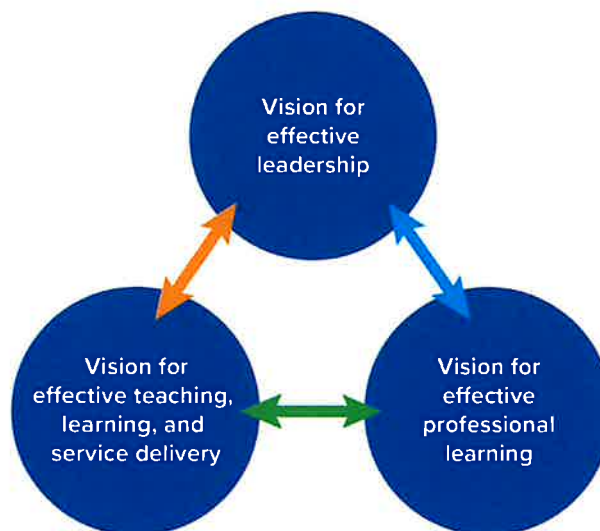 Vision for
effective
leadership
Vision for
effective teaching,
learning, and
service delivery
Vision for
effective
professional
learning